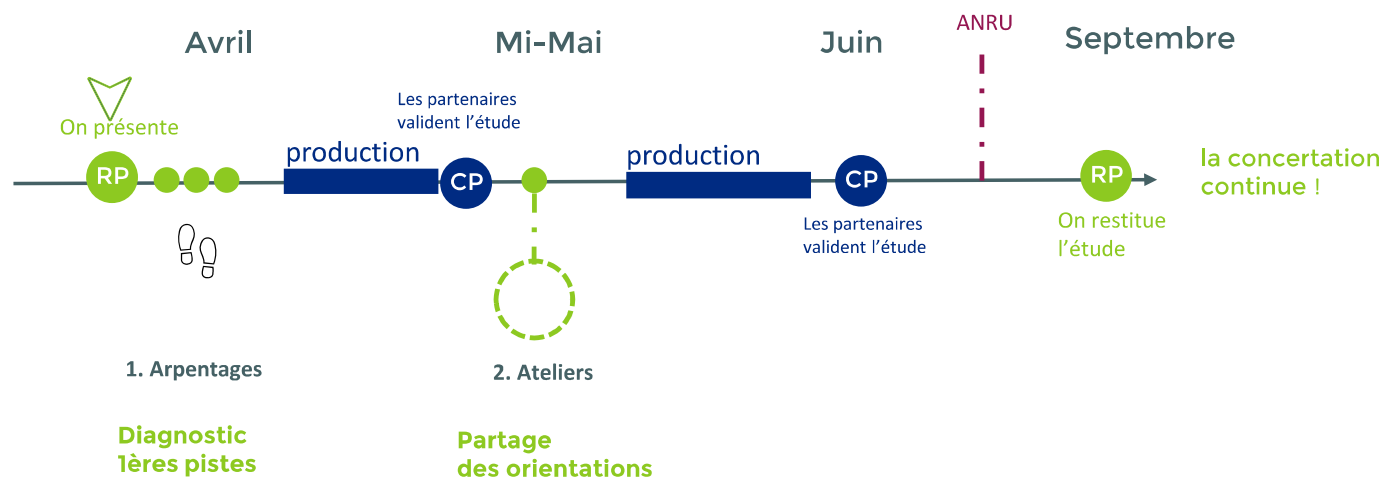 Avril
Mi-Mai
Juin
ANRU
Septembre
On présente
Les partenaires
valident l'étude
RP
production
CP
production
CP
RP
la concertation
continue !
Les partenaires
valident l'étude
On restitue
l'étude
1. Arpentages
2. Ateliers
Diagnostic
1ères pistes
Partage
des orientations